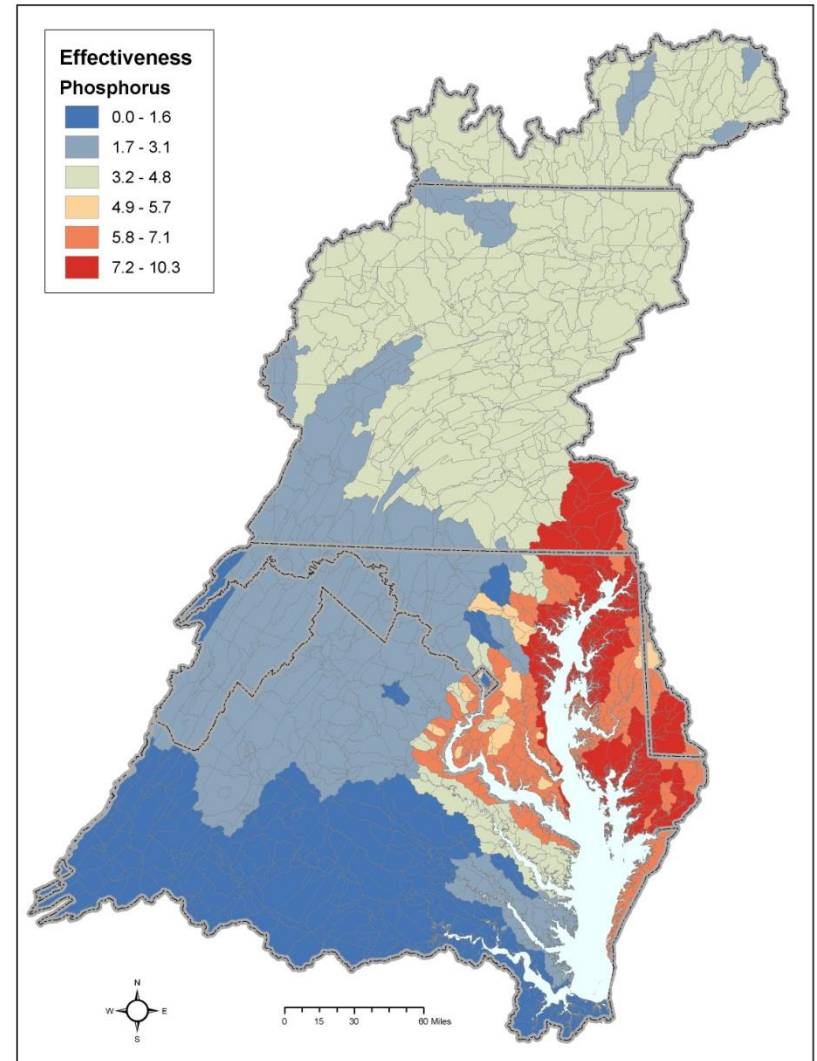 Effectiveness
Phosphorus
0.0 - 1.6
1.7 - 3.1
3.2 - 4.8
4.9 - 5.7
5.8 - 7.1
7.2 - 10.3
N
W E
S
0 15 30 60 Miles